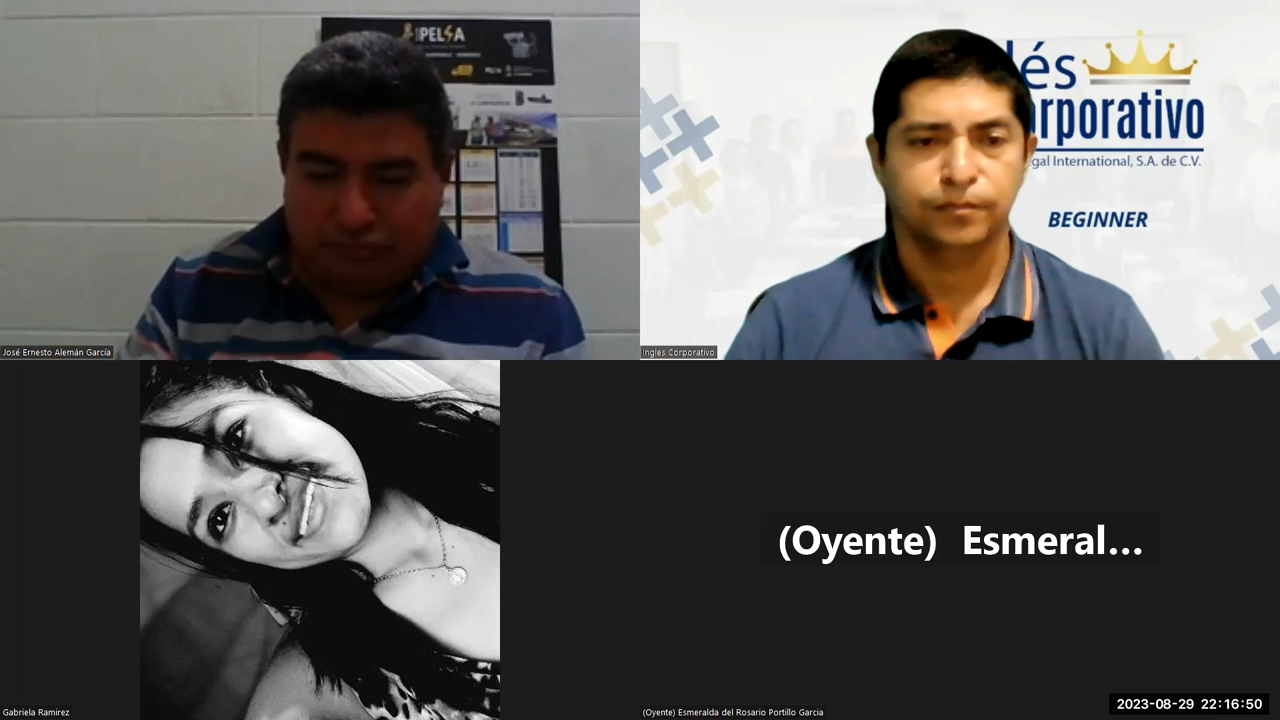 PELSA
José Ernesto Alemán García
lés
rporativo
gal International, S.A. de C.V.
BEGINNER
Ingles Corporativo
Gabriela Ramirez
(Oyente) Esmeral...
(Oyente) Esmeralda del Rosario Portillo Garcia
2023-08-29 22:16:50